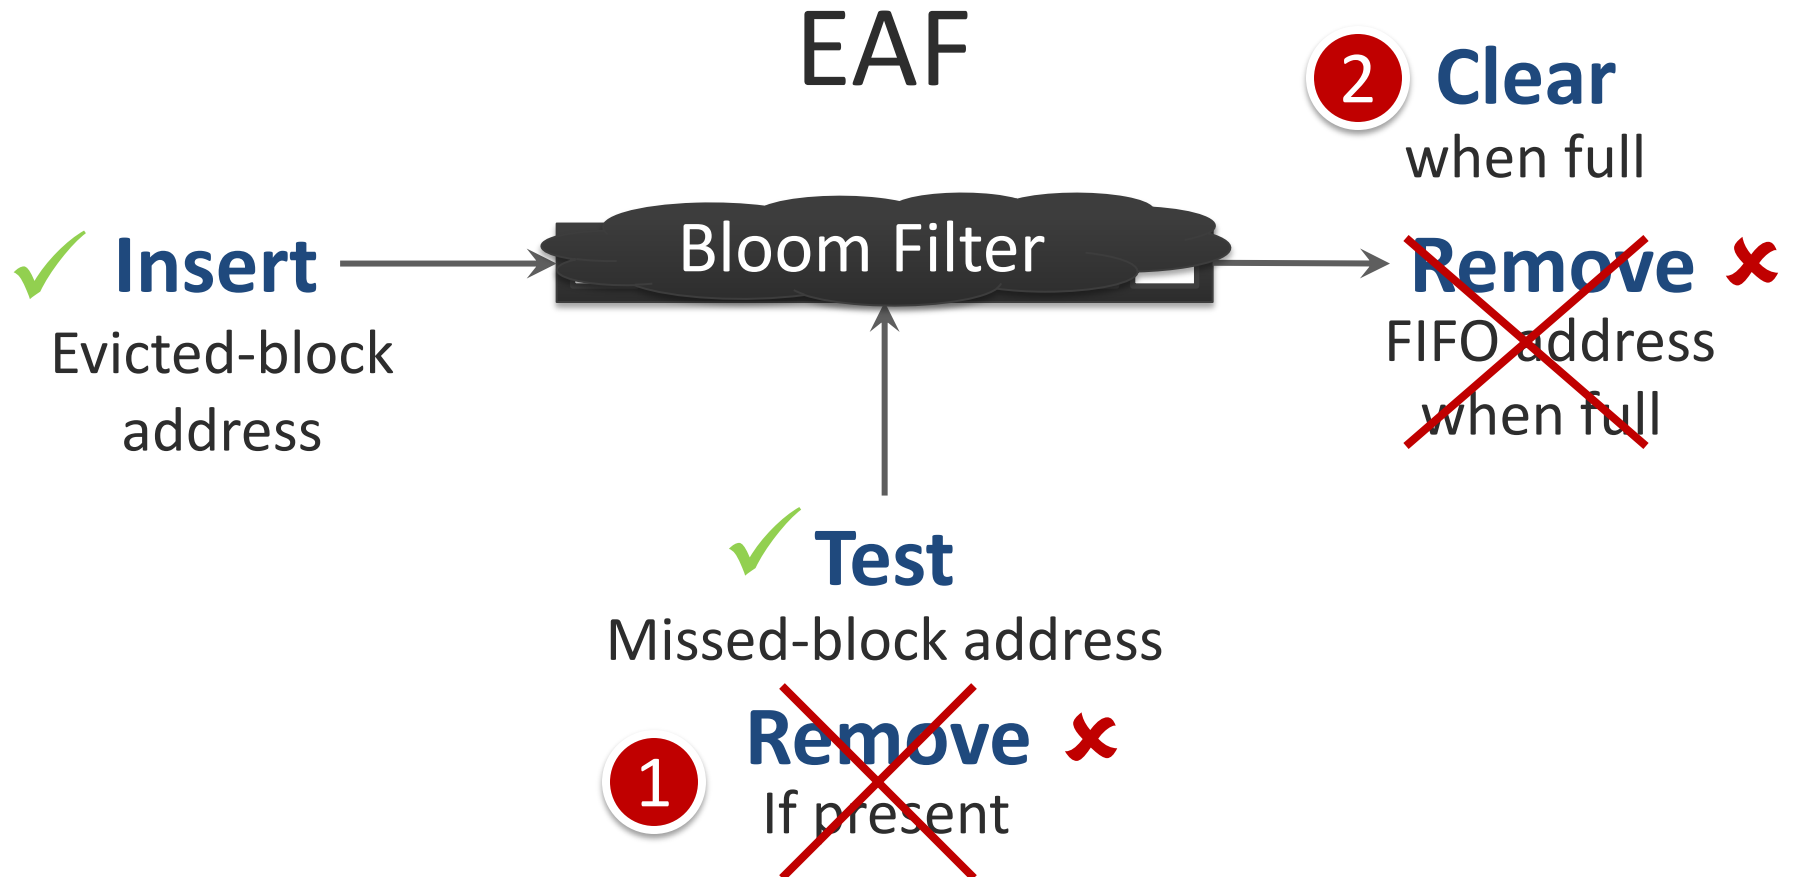 EAF
2 Clear
when full
Bloom Filter
Insert
Evicted-block
address
Remove
FIFO address
when full
Test
Missed-block address
1
Remove
If present